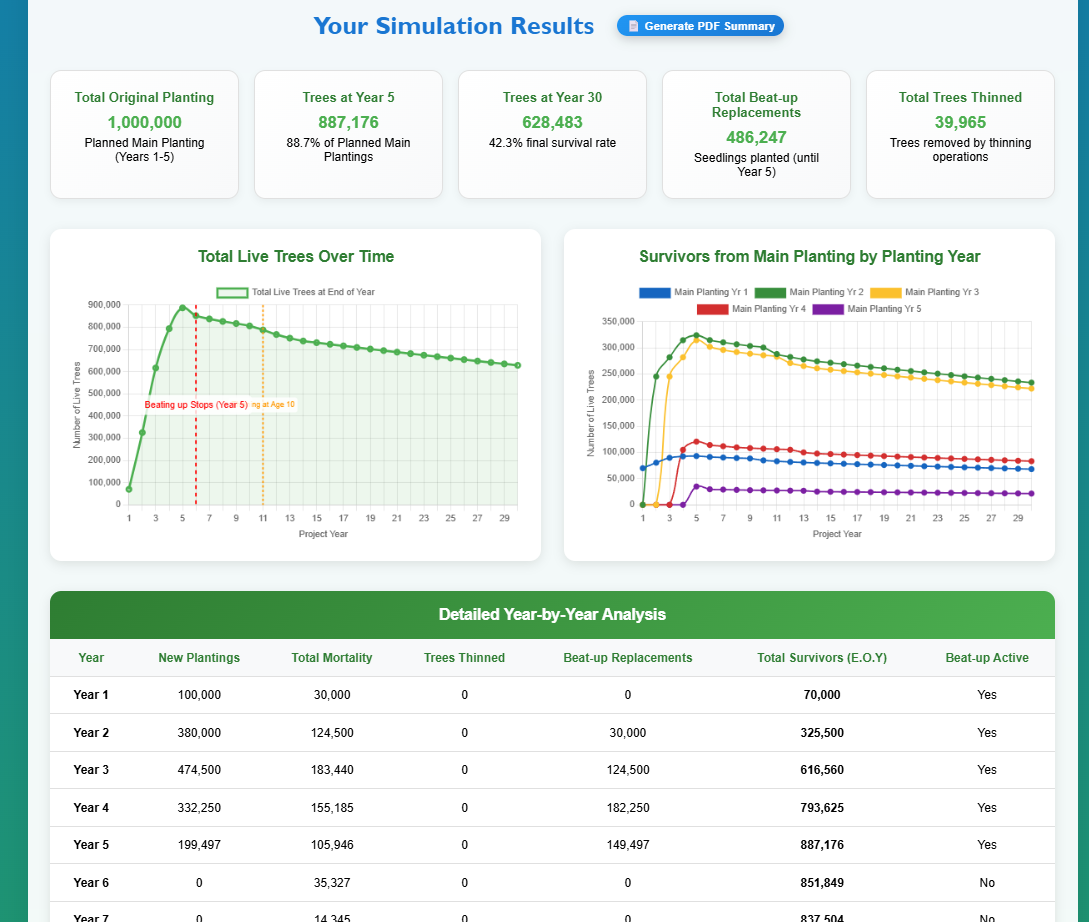 Your Simulation Results
Generate PDF Summary
Total Original Planting
1,000,000
Planned Main Planting
(Years 1-5)
Trees at Year 5
887,176
88.7% of Planned Main
Plantings
Trees at Year 30
628,483
42.3% final survival rate
Total Beat-up
Replacements
486,247
Seedlings planted (until
Year 5)
Total Trees Thinned
39,965
Trees removed by thinning
operations
Total Live Trees Over Time
Total Live Trees at End of Year
900,000
800,000
700,000
600,000
500,000
400,000
300,000
200,000
100,000
0
Number of Live Trees
Beating up Stops (Year 5) ng at Age 10
1 3 5 7 9 11 13 15 17 19 21 23 25 27 29
Project Year
Survivors from Main Planting by Planting Year
Main Planting Yr 1 Main Planting Yr 2 Main Planting Yr 3
Main Planting Yr 4 Main Planting Yr 5
350,000
300,000
250,000
200,000
150,000
100,000
50,000
0
Number of Live Trees
1 3 5 7 9 11 13 15 17 19 21 23 25 27 29
Project Year
Detailed Year-by-Year Analysis
Year New Plantings Total Mortality Trees Thinned Beat-up Replacements Total Survivors (E.O.Y) Beat-up Active
Year 1 100,000 30,000 0 0 70,000 Yes
Year 2 380,000 124,500 0 30,000 325,500 Yes
Year 3 474,500 183,440 0 124,500 616,560 Yes
Year 4 332,250 155,185 0 182,250 793,625 Yes
Year 5 199,497 105,946 0 149,497 887,176 Yes
Year 6 0 35,327 0 0 851,849 No
Year 7 0 14,345 0 0 837,504 No